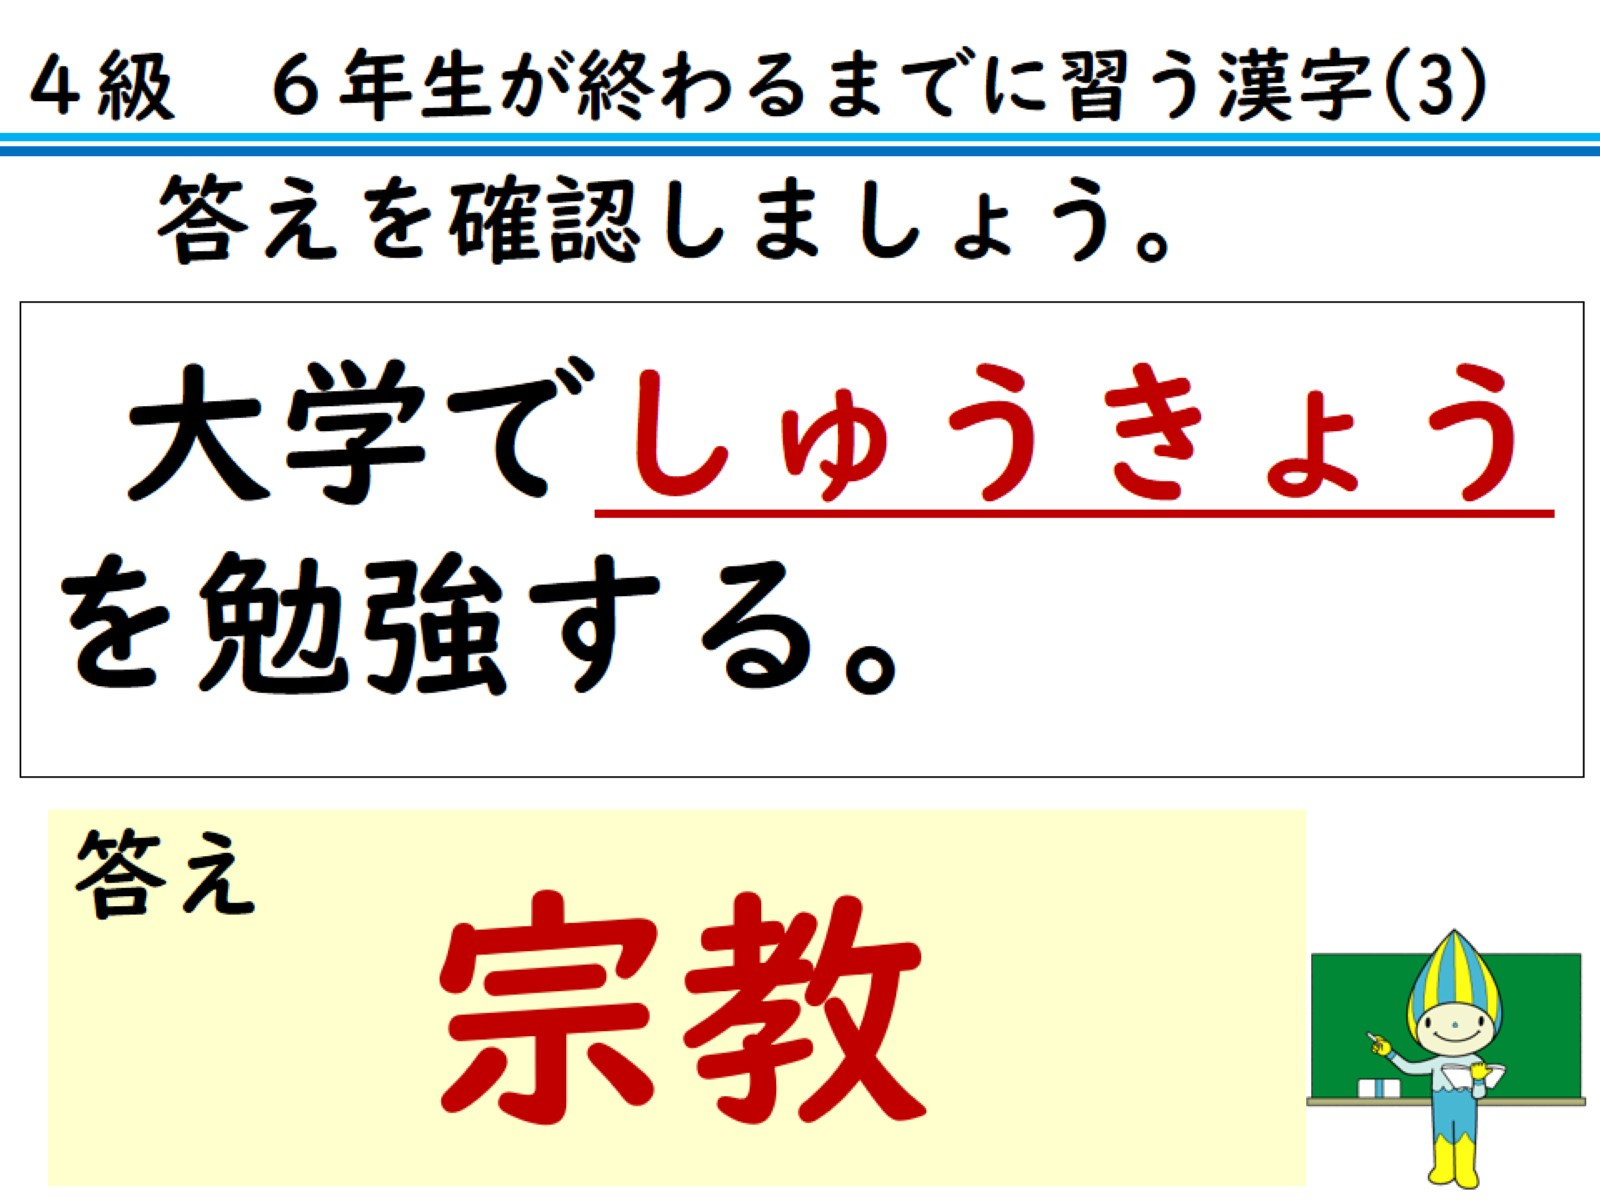 ４級　６年生が終わるまでに習う漢字(3)
答えを確認しましょう。
大学でしゅうきょう
を勉強する。
答え
宗教